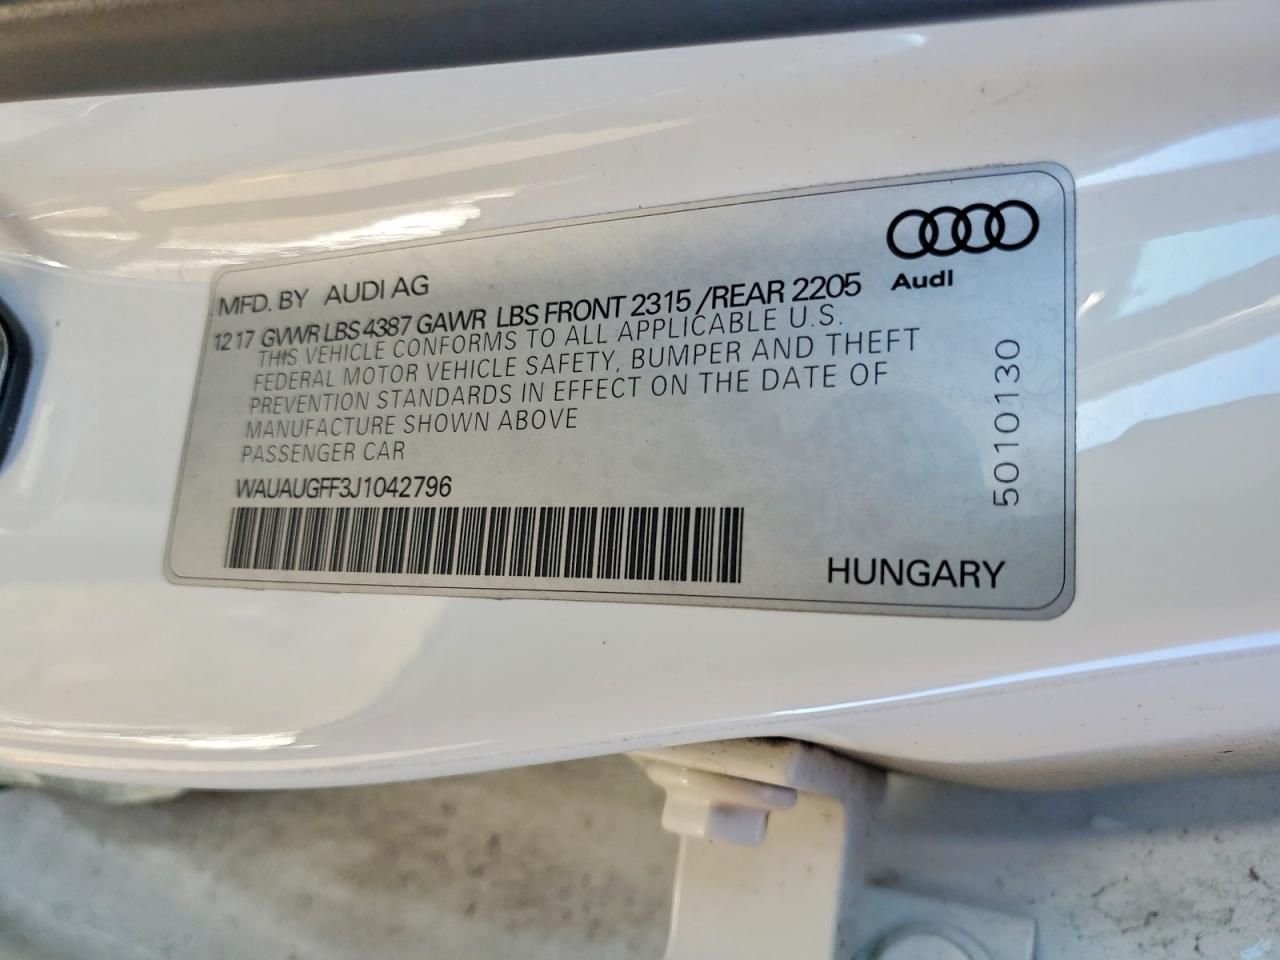 MFD. BY AUDI AG
Audi
12 17 GVWR LBS 4387 GAWR LBS FRONT 2315 /REAR 2205
THIS VEHICLE CONFORMS TO ALL APPLICABLE U.S.
FEDERAL MOTOR VEHICLE SAFETY, BUMPER AND THEFT
PREVENTION STANDARDS IN EFFECT ON THE DATE OF
MANUFACTURE SHOWN ABOVE
PASSENGER CAR
WAUAUGFF3J1042796
5010130
HUNGARY